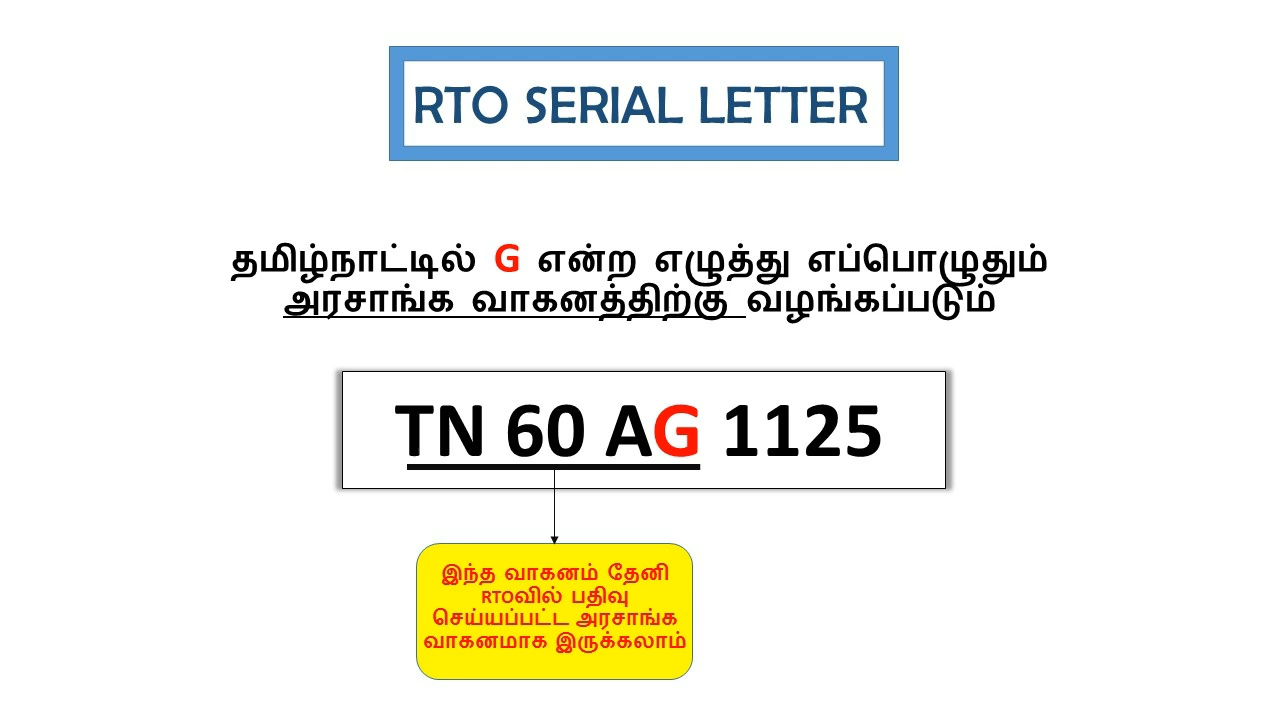 RTO SERIAL LETTER
தமிழ்நாட்டில் G என்ற எழுத்து எப்பொழுதும்
அரசாங்க வாகனத்திற்கு வழங்கப்படும்
TN 60 AG 1125
இந்த வாகனம் தேனி
RTOவில் பதிவு
செய்யப்பட்ட அரசாங்க
வாகனமாக இருக்கலாம்